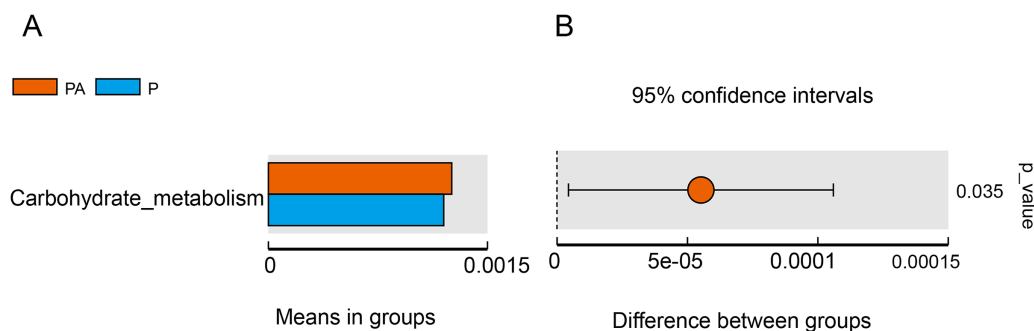 A
B
PA
P
95% confidence intervals
Carbohydrate_metabolism
0.035
p_value
0
0.0015
0
5e-05
0.0001
0.00015
Means in groups
Difference between groups